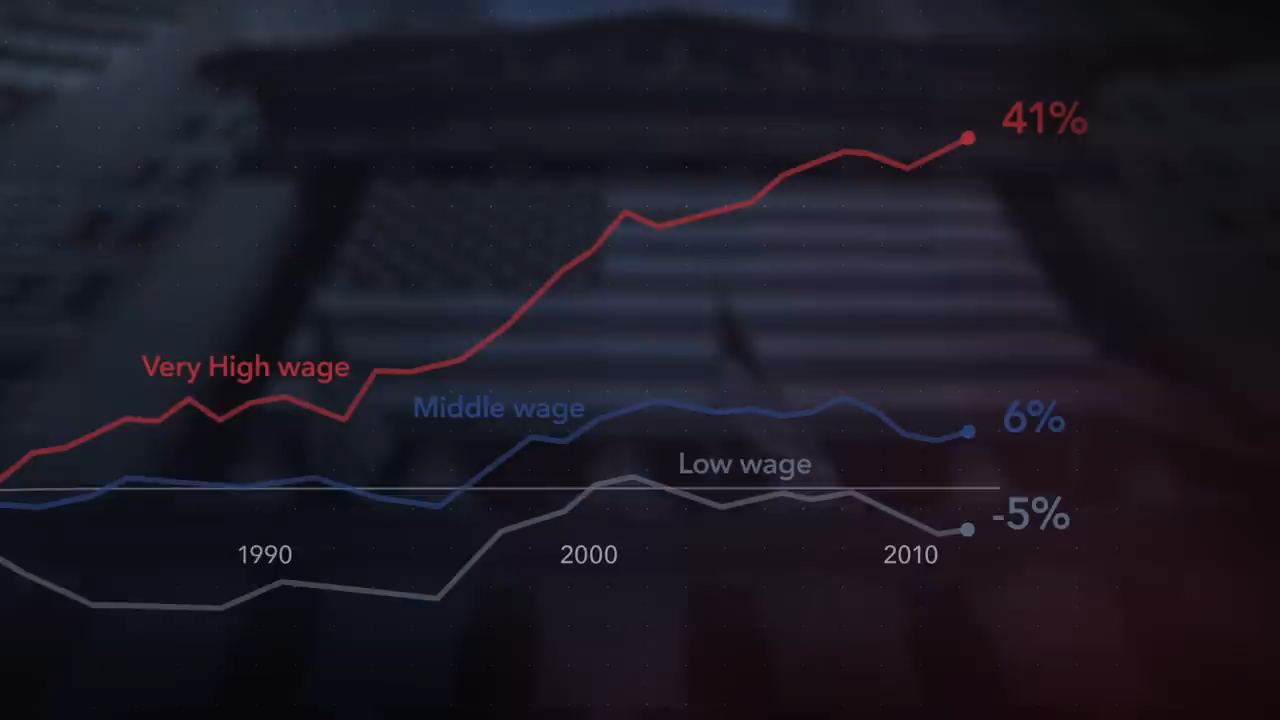 41%
Very High wage
Middle wage
6%
Low wage
-5%
1990
2000
2010